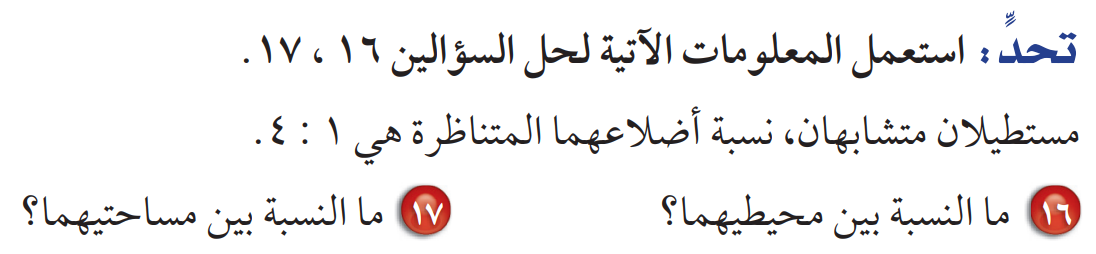 تحدٍّ: استعمل المعلومات الآتية لحل السؤالين ١٦ ، ١٧.
مستطيلان متشابهان، نسبة أضلاعهما المتناظرة هي ١ : ٤.
١٦ ما النسبة بين محيطيهما؟ ١٧ ما النسبة بين مساحتيهما؟